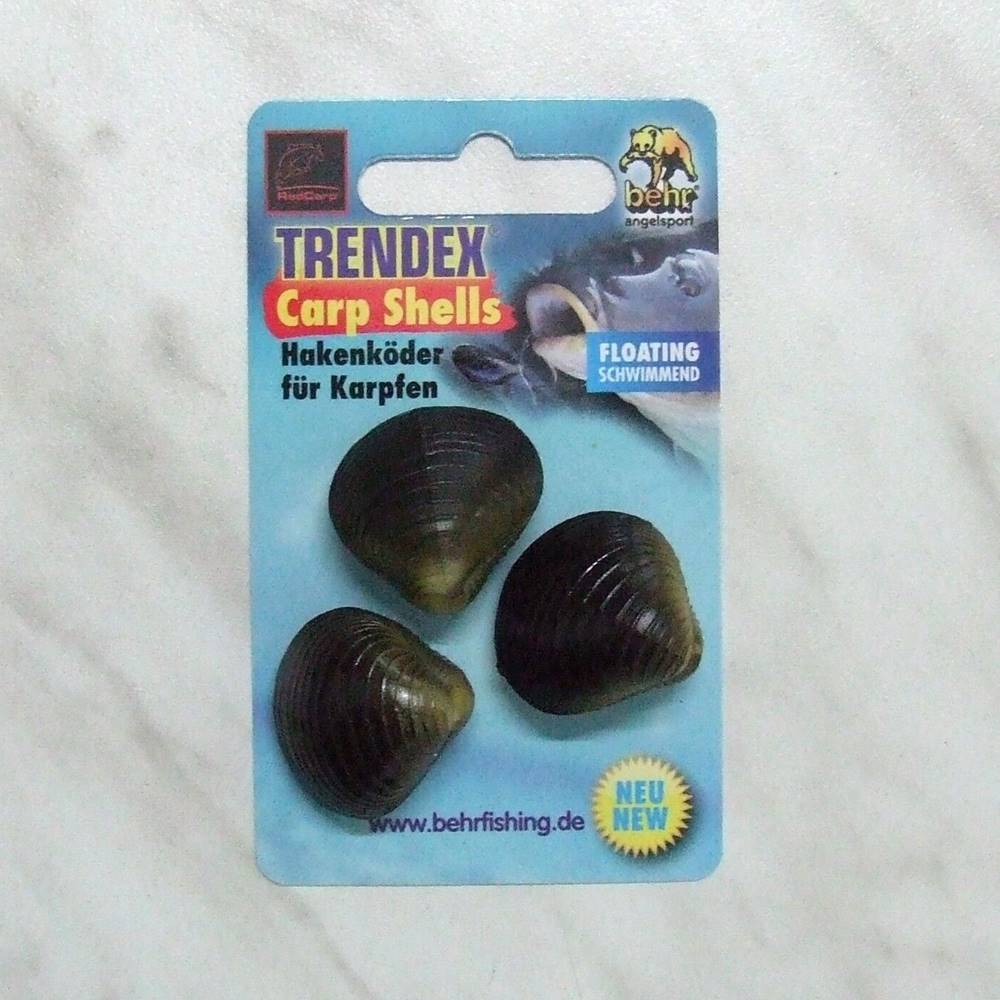 RedCarp
behr®
angelsport
TRENDEX®
Carp Shells
Hakenköder
für Karpfen
FLOATING
SCHWIMMEND
NEU
NEW
www.behrfishing.de